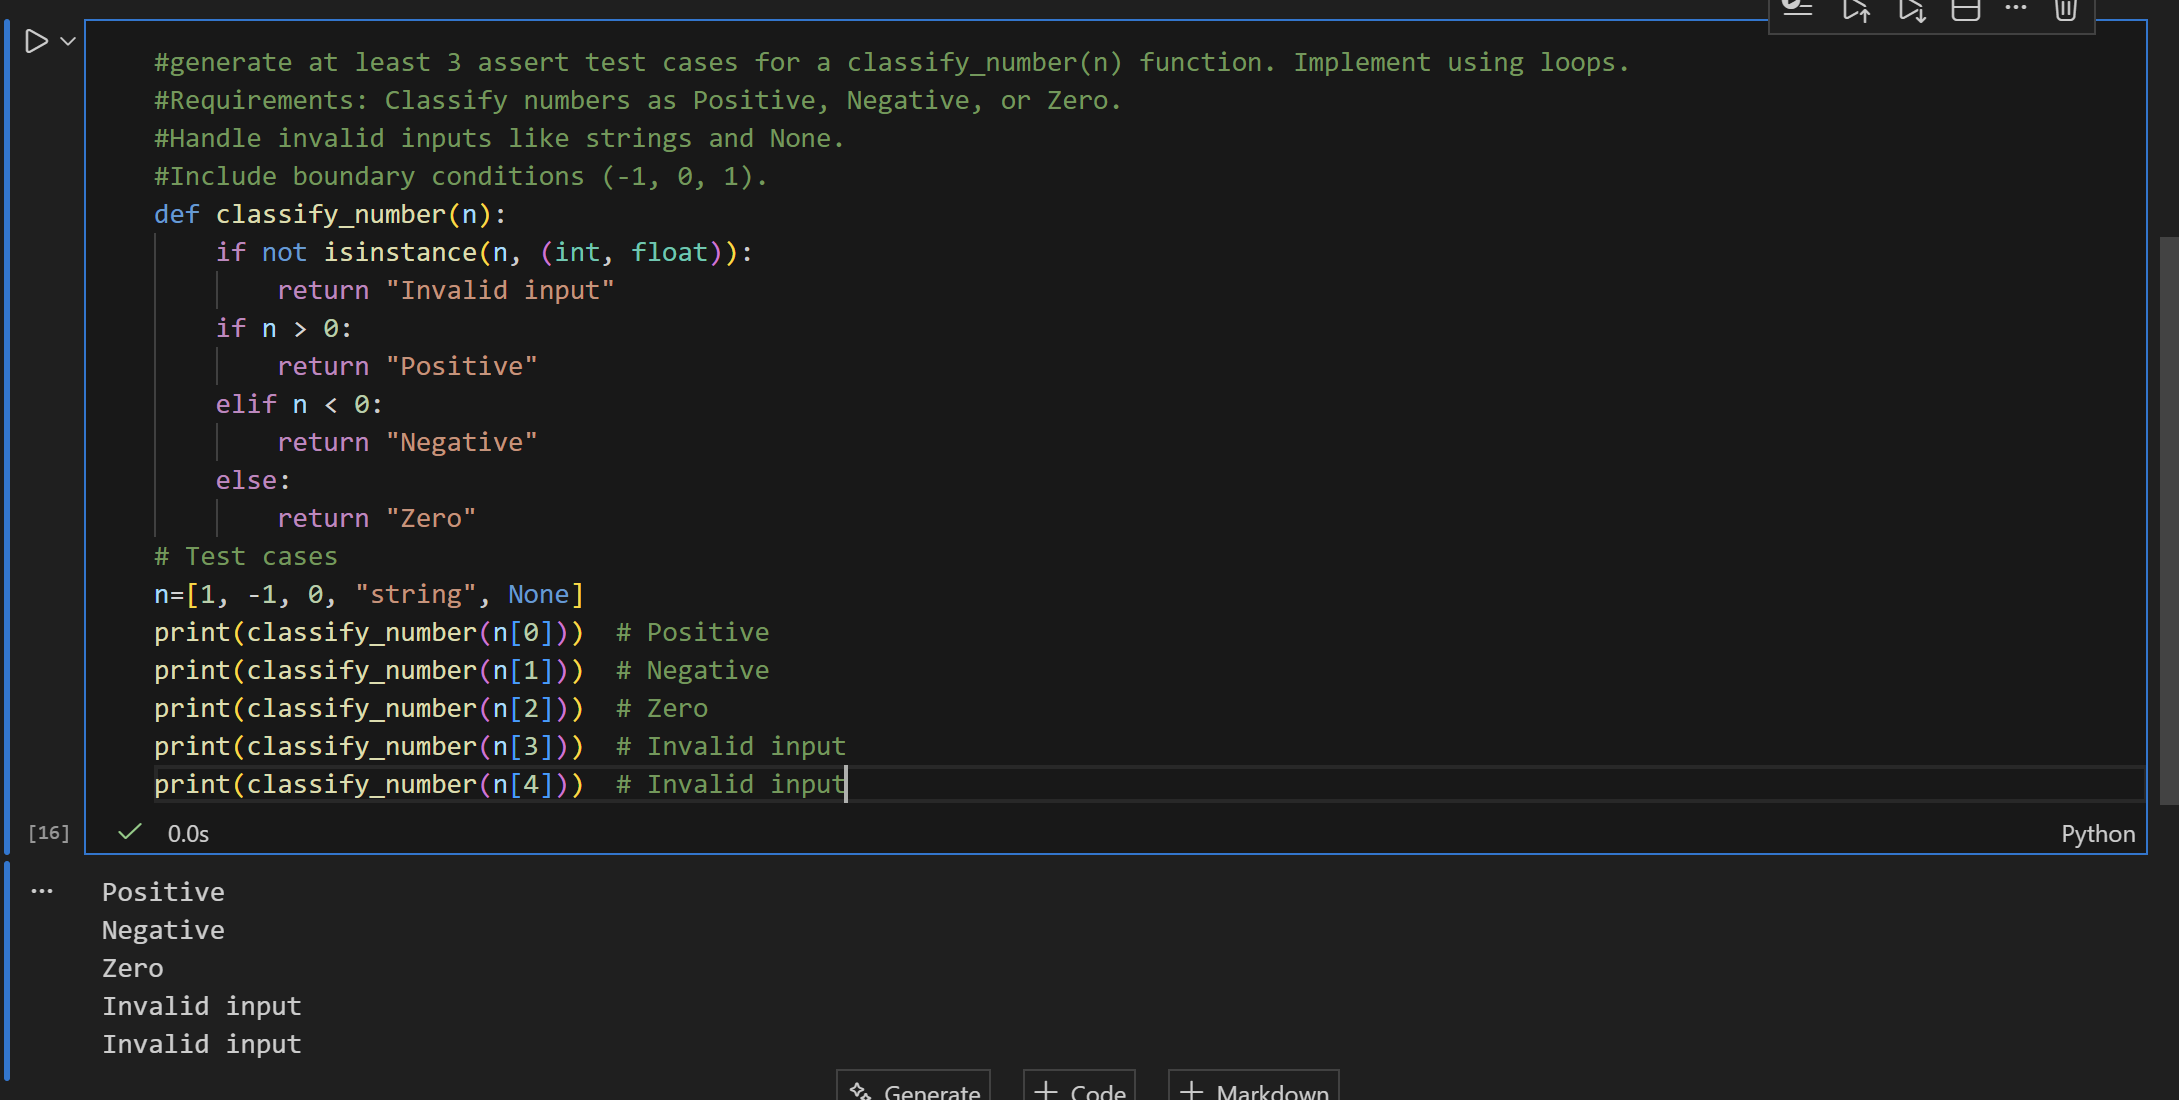 #generate at least 3 assert test cases for a classify_number(n) function. Implement using loops.
#Requirements: Classify numbers as Positive, Negative, or Zero.
#Handle invalid inputs like strings and None.
#Include boundary conditions (-1, 0, 1).
def classify_number(n):
    if not isinstance(n, (int, float)):
        return "Invalid input"
    if n > 0:
        return "Positive"
    elif n < 0:
        return "Negative"
    else:
        return "Zero"
# Test cases
n=[1, -1, 0, "string", None]
print(classify_number(n[0]))  # Positive
print(classify_number(n[1]))  # Negative
print(classify_number(n[2]))  # Zero
print(classify_number(n[3]))  # Invalid input
print(classify_number(n[4]))  # Invalid input
[16] 0.0s Python
Positive
Negative
Zero
Invalid input
Invalid input
Generate + Code + Markdown